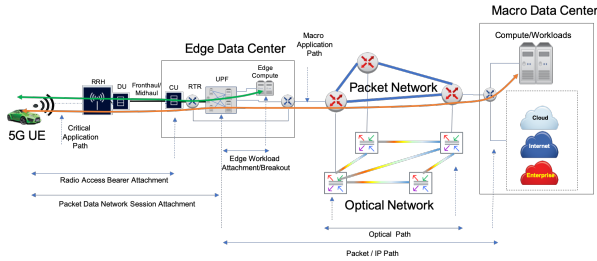 Macro Data Center
Compute/Workloads
Edge Data Center
Macro
Application
Path
RRH
DU
Fronthaul/
Midhaul
CU
RTR
UPF
Edge
Compute
Packet Network
5G UE
Critical
Application
Path
Edge Workload
Attachment/Breakout
Cloud
Internet
Enterprise
Radio Access Bearer Attachment
Packet Data Network Session Attachment
Optical Network
Optical Path
Packet / IP Path